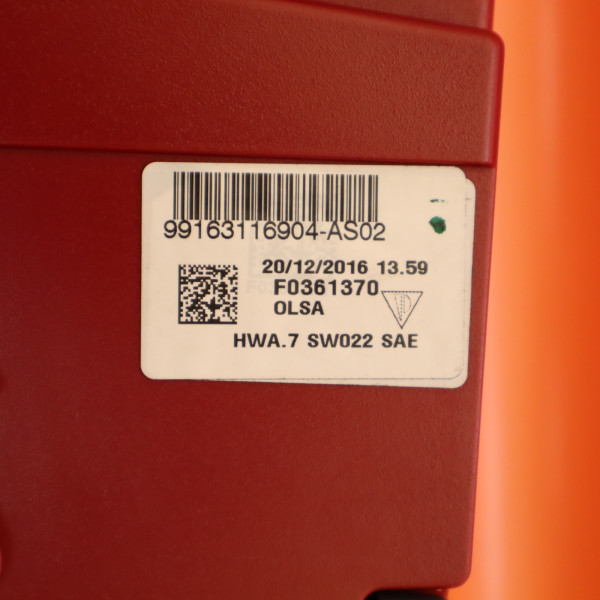 99163116904-AS02
20/12/2016 13.59
F0361370
OLSA
HWA.7 SW022 SAE